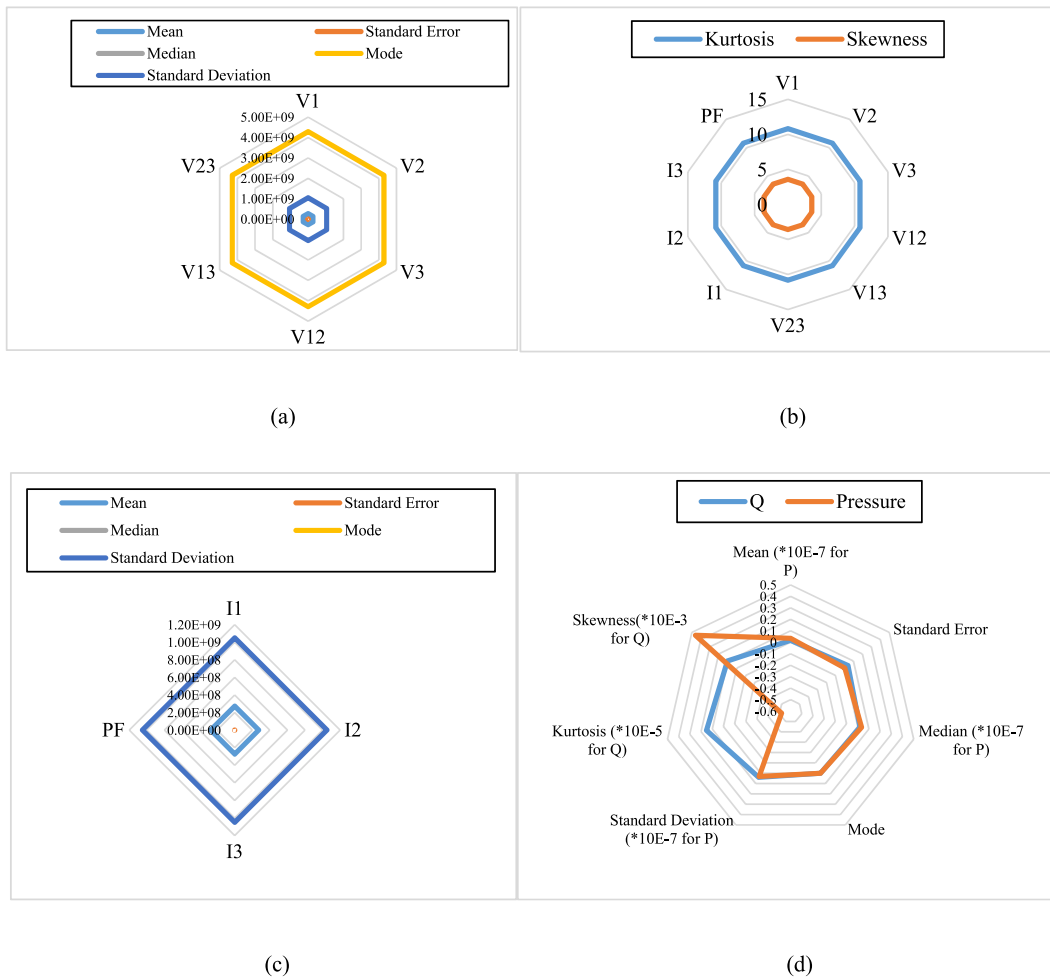 Mean
Standard Error
Median
Mode
Standard Deviation
V1
5.00E+09
4.00E+09
3.00E+09
2.00E+09
1.00E+09
0.00E+00
V2
V3
V12
V13
V23
(a)
Kurtosis
Skewness
V1
15
10
5
0
V2
V3
V12
V13
V23
I1
I2
I3
PF
(b)
Mean
Standard Error
Median
Mode
Standard Deviation
I1
1.20E+09
1.00E+09
8.00E+08
6.00E+08
4.00E+08
2.00E+08
0.00E+00
I2
I3
PF
(c)
Q
Pressure
Mean (*10E-7 for
P)
0.5
0.4
0.3
0.2
0.1
0
-0.1
-0.2
-0.3
-0.4
-0.5
-0.6
Standard Error
Median (*10E-7
for P)
Mode
Standard Deviation
(*10E-7 for P)
Kurtosis (*10E-5
for Q)
Skewness(*10E-3
for Q)
(d)